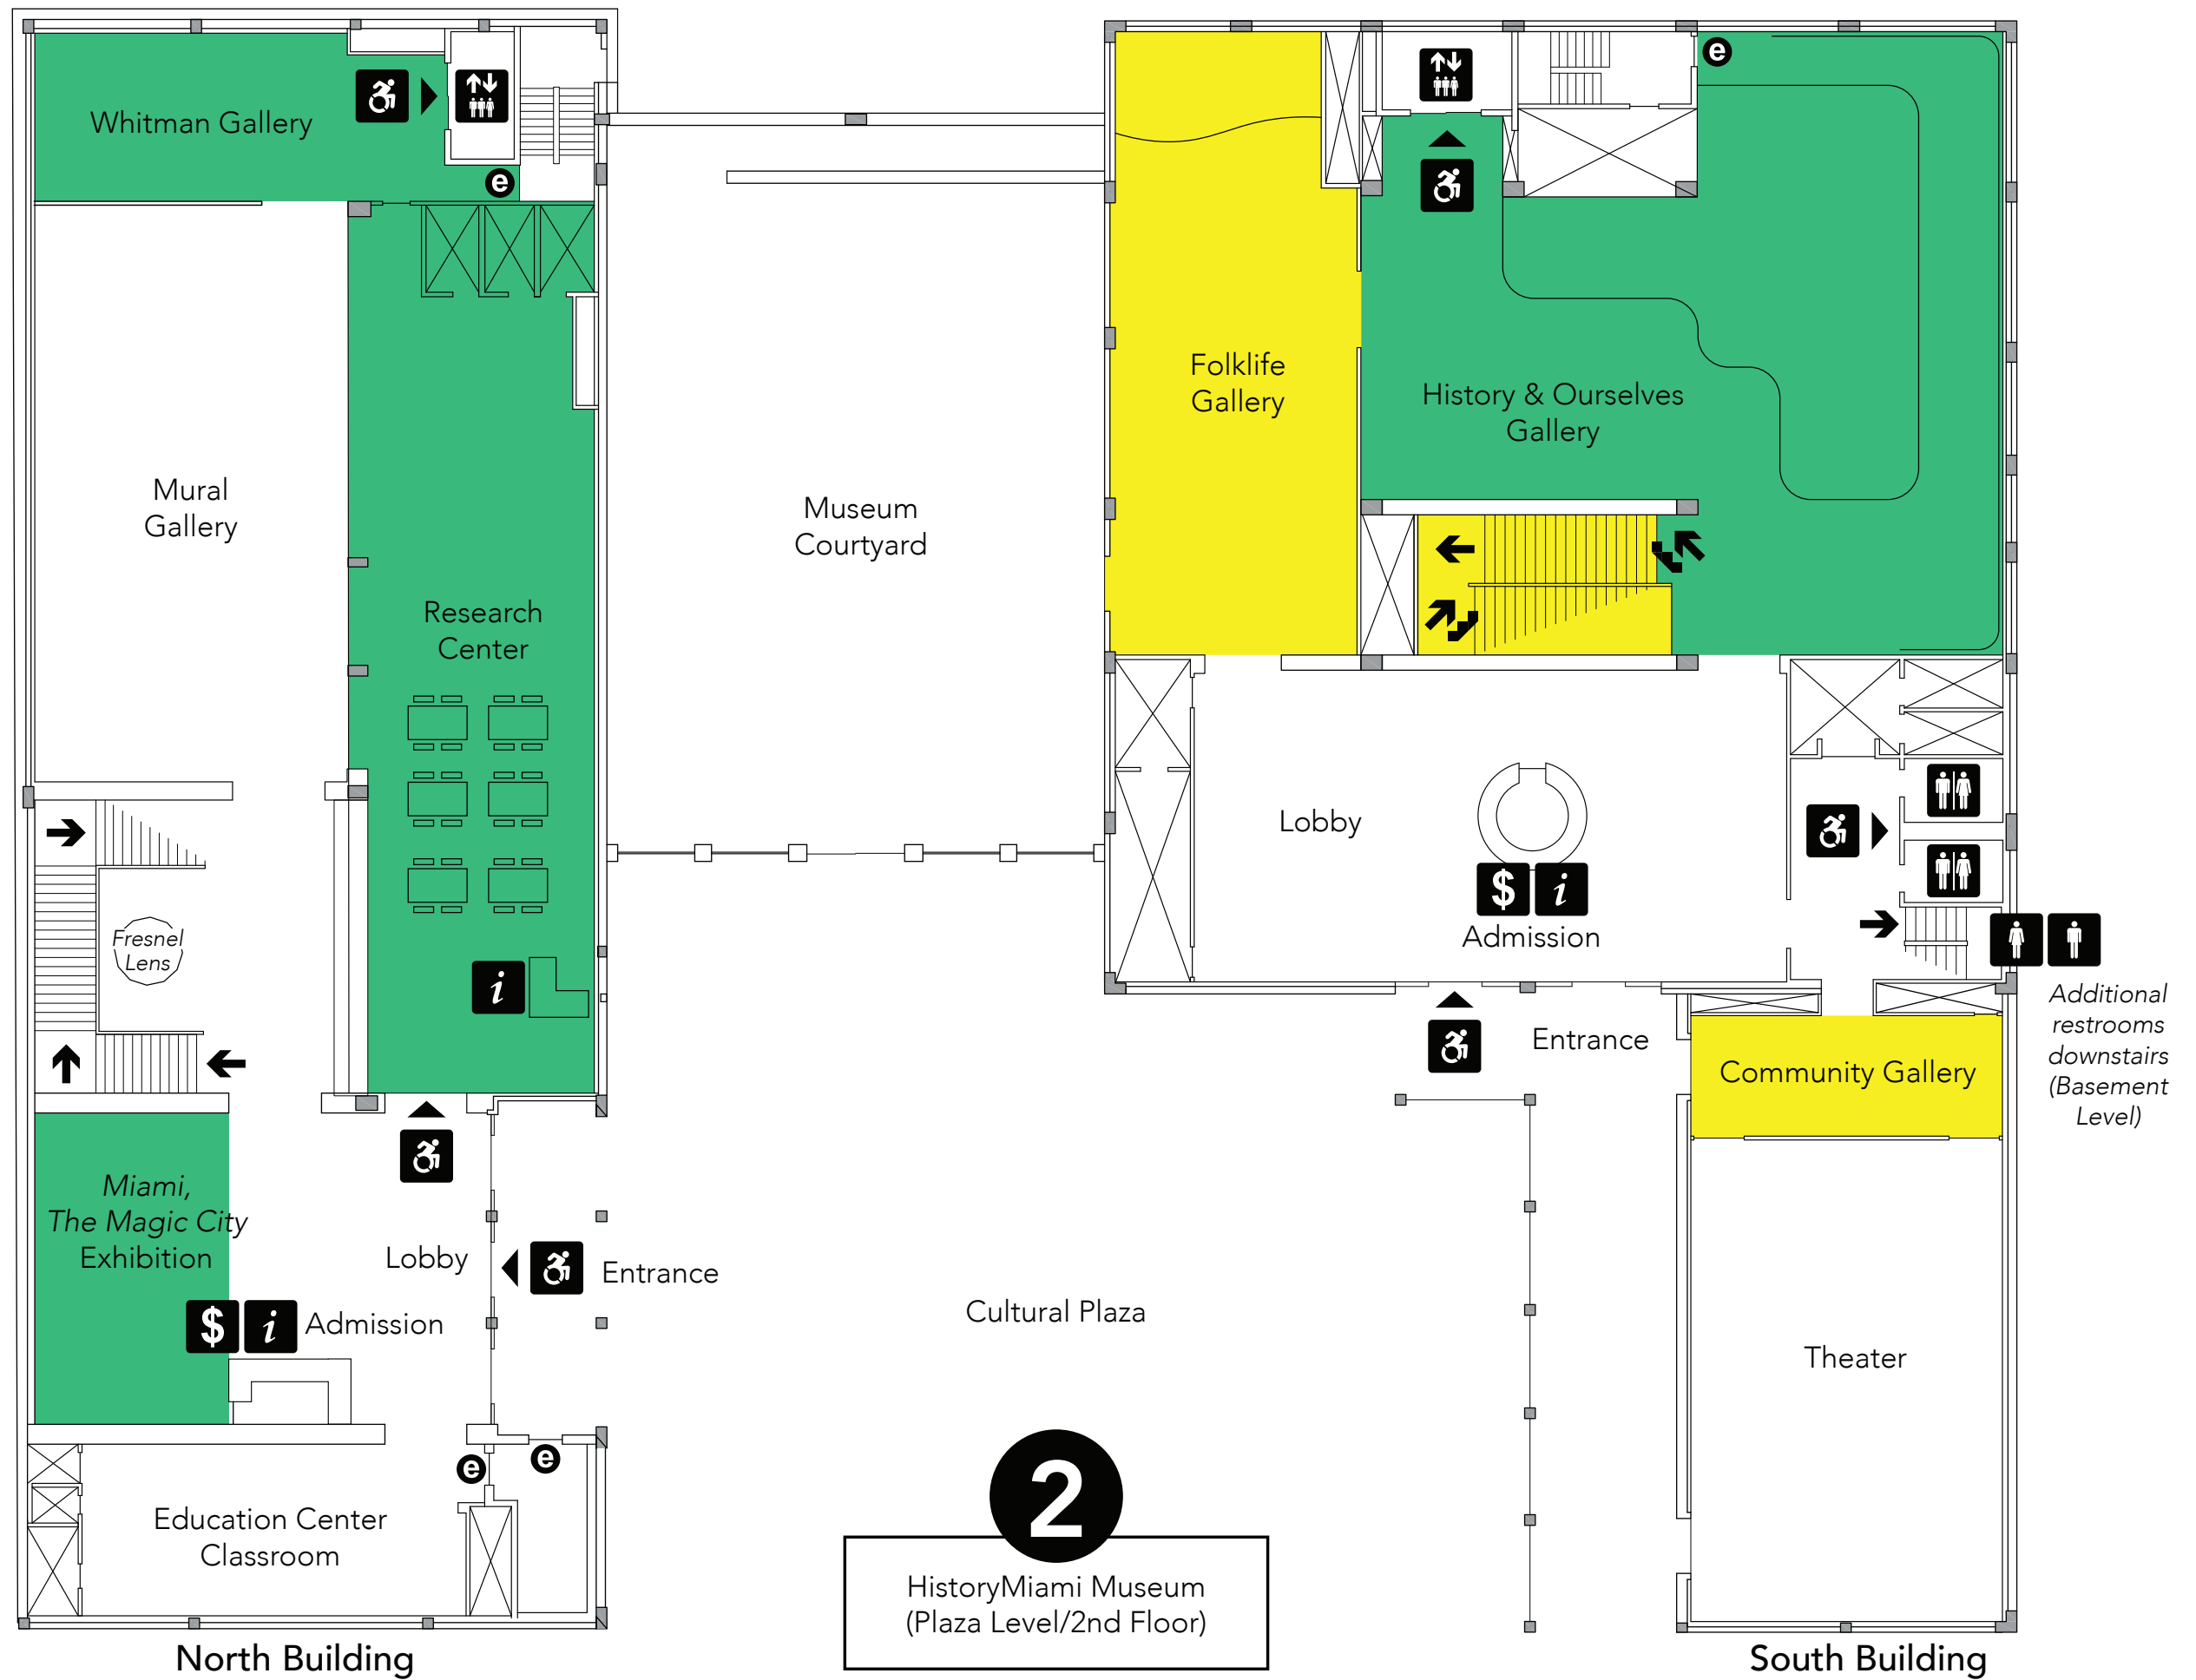 Whitman Gallery
e
e
Mural
Gallery
Research
Center
Museum
Courtyard
Folklife
Gallery
History & Ourselves
Gallery
Fresnel
Lens
i
Lobby
$ i
Admission
Entrance
Additional
restrooms
downstairs
(Basement
Level)
Community Gallery
Theater
Miami,
The Magic City
Exhibition
Lobby
Entrance
$ i Admission
Cultural Plaza
e
e
Education Center
Classroom
2
HistoryMiami Museum
(Plaza Level/2nd Floor)
North Building
South Building